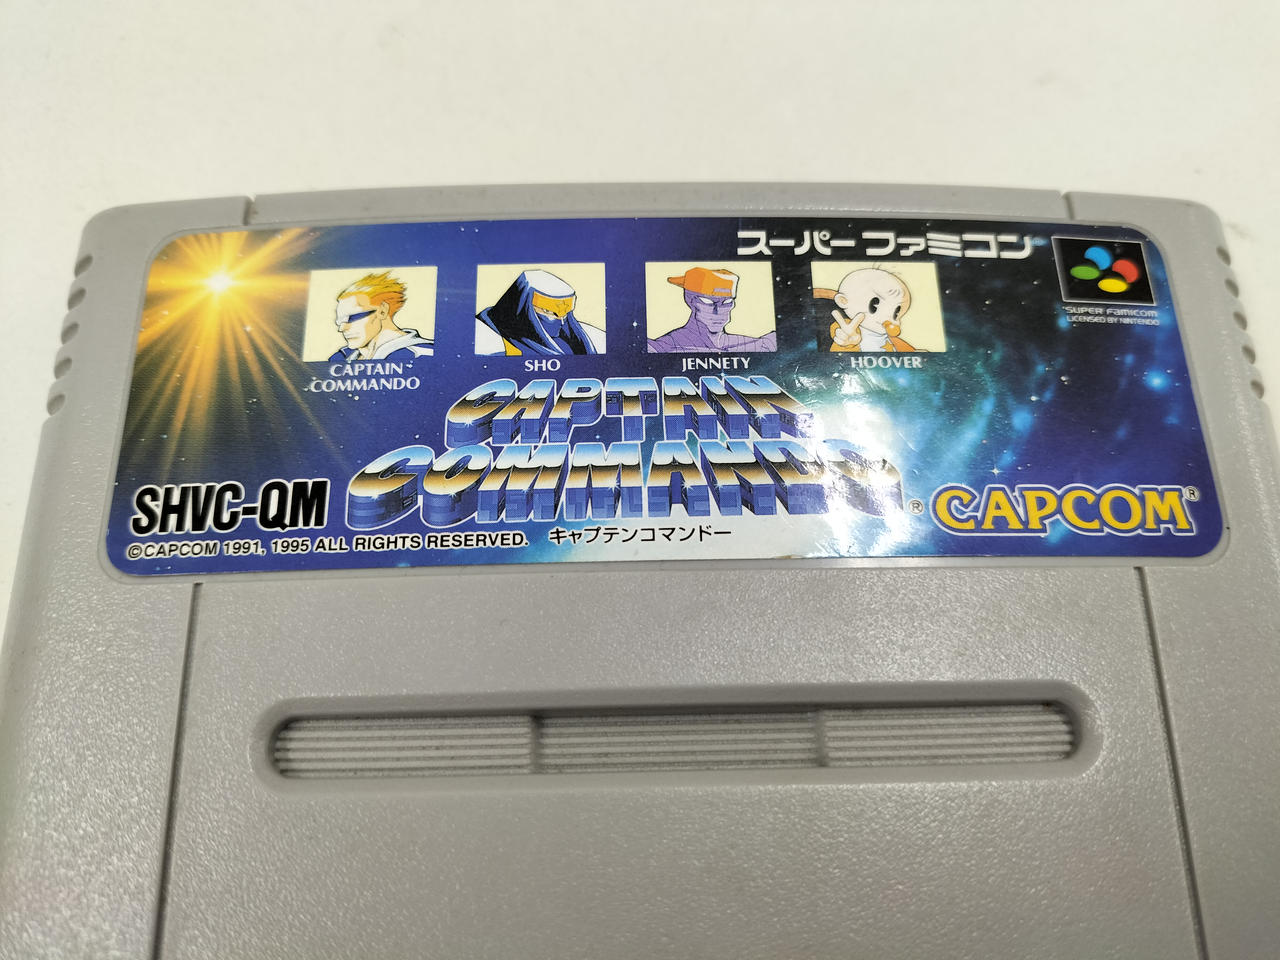 スーパーファミコン
SUPER FAMICOM
LICENSED BY NINTENDO
CAPTAIN
COMMANDO
SHO
JENNETY
HOOVER
CAPTAIN
COMMANDO
®
SHVC-QM
CAPCOM®
©CAPCOM 1991, 1995 ALL RIGHTS RESERVED.
キャプテンコマンドー